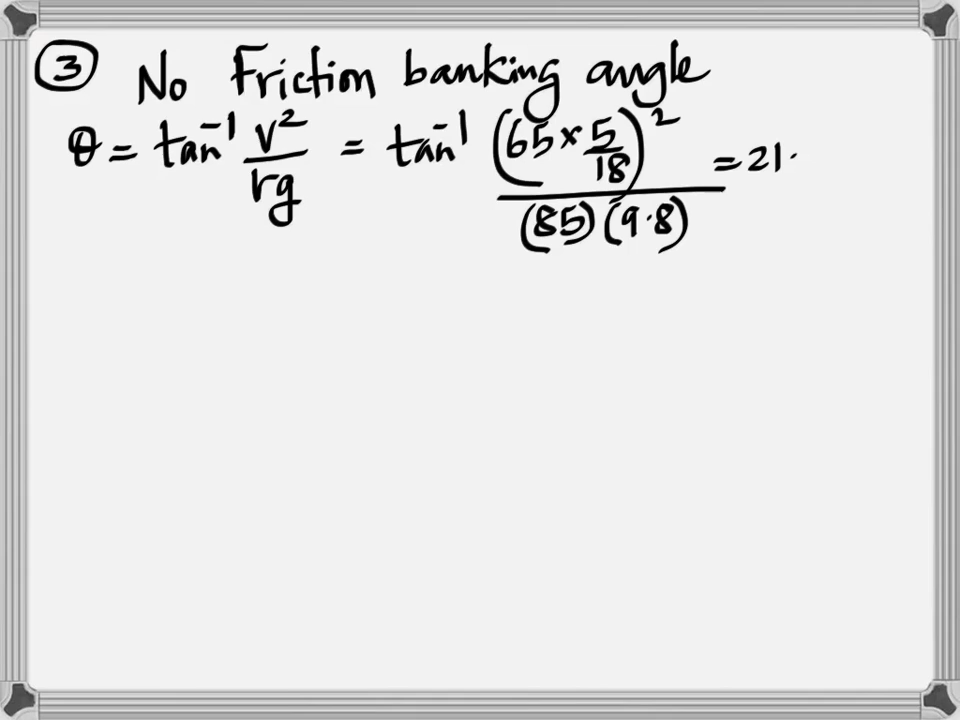 ③ No Friction banking angle
θ = tan⁻¹ v²/rg = tan⁻¹ (65 × 5/18)²/(85)(9.8) = 21.